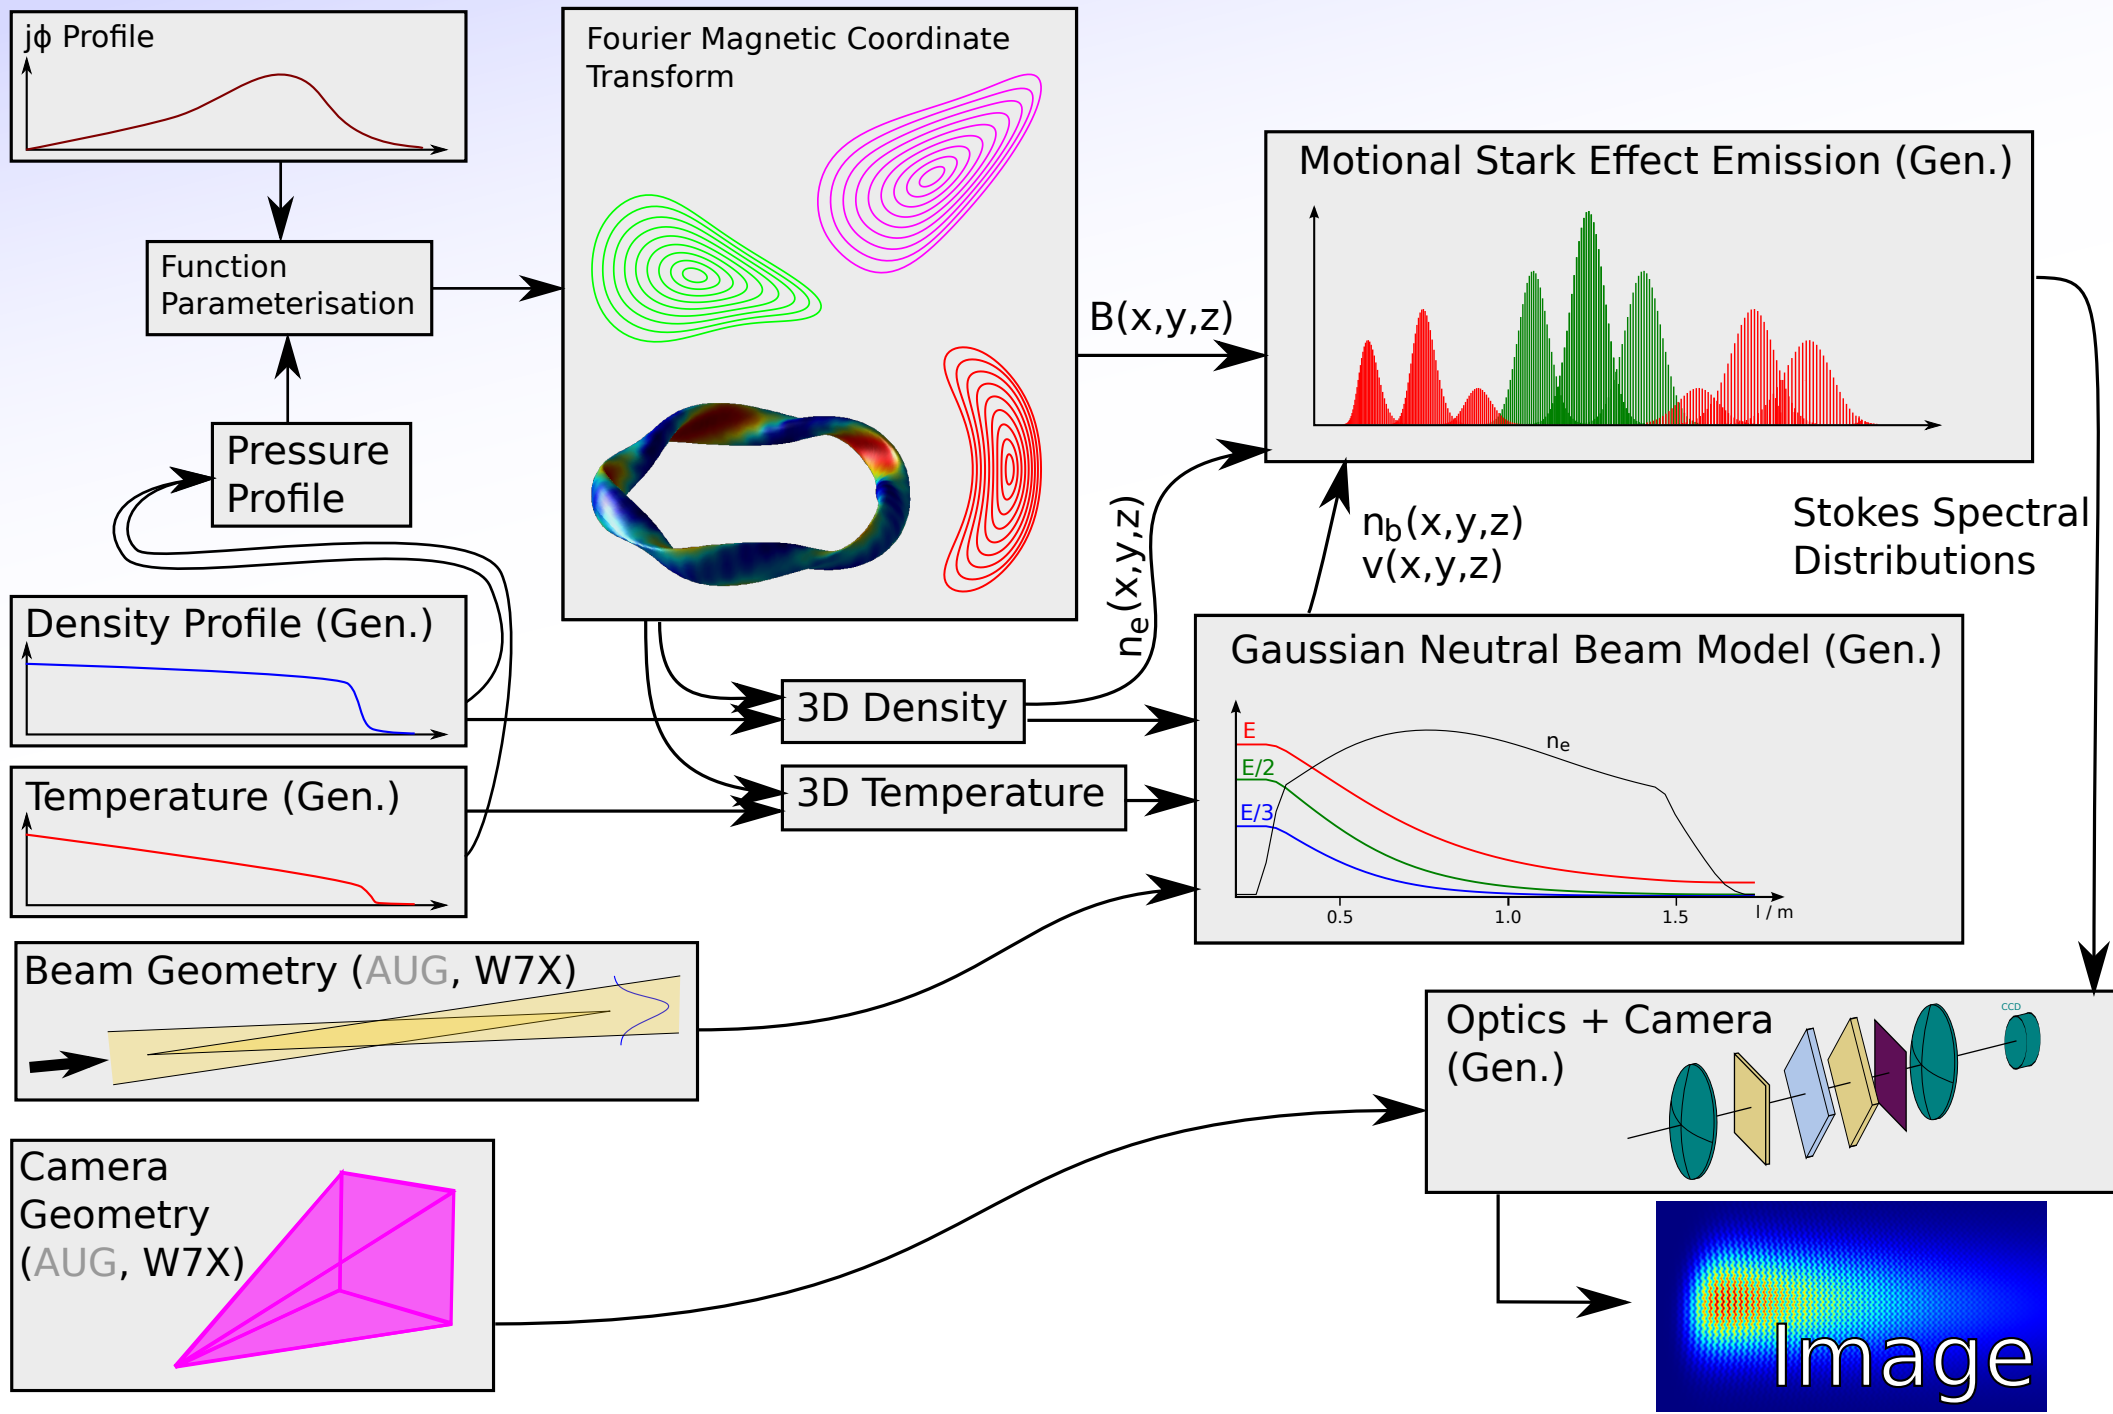 jϕ Profile
Fourier Magnetic Coordinate
Transform
Function
Parameterisation
Pressure
Profile
Density Profile (Gen.)
Temperature (Gen.)
3D Density
3D Temperature
B(x,y,z)
ne(x,y,z)
Motional Stark Effect Emission (Gen.)
nb(x,y,z)
v(x,y,z)
Stokes Spectral
Distributions
Gaussian Neutral Beam Model (Gen.)
E
E/2
E/3
ne
0.5
1.0
1.5
l / m
Beam Geometry (AUG, W7X)
Camera
Geometry
(AUG, W7X)
Optics + Camera
(Gen.)
CCD
Image